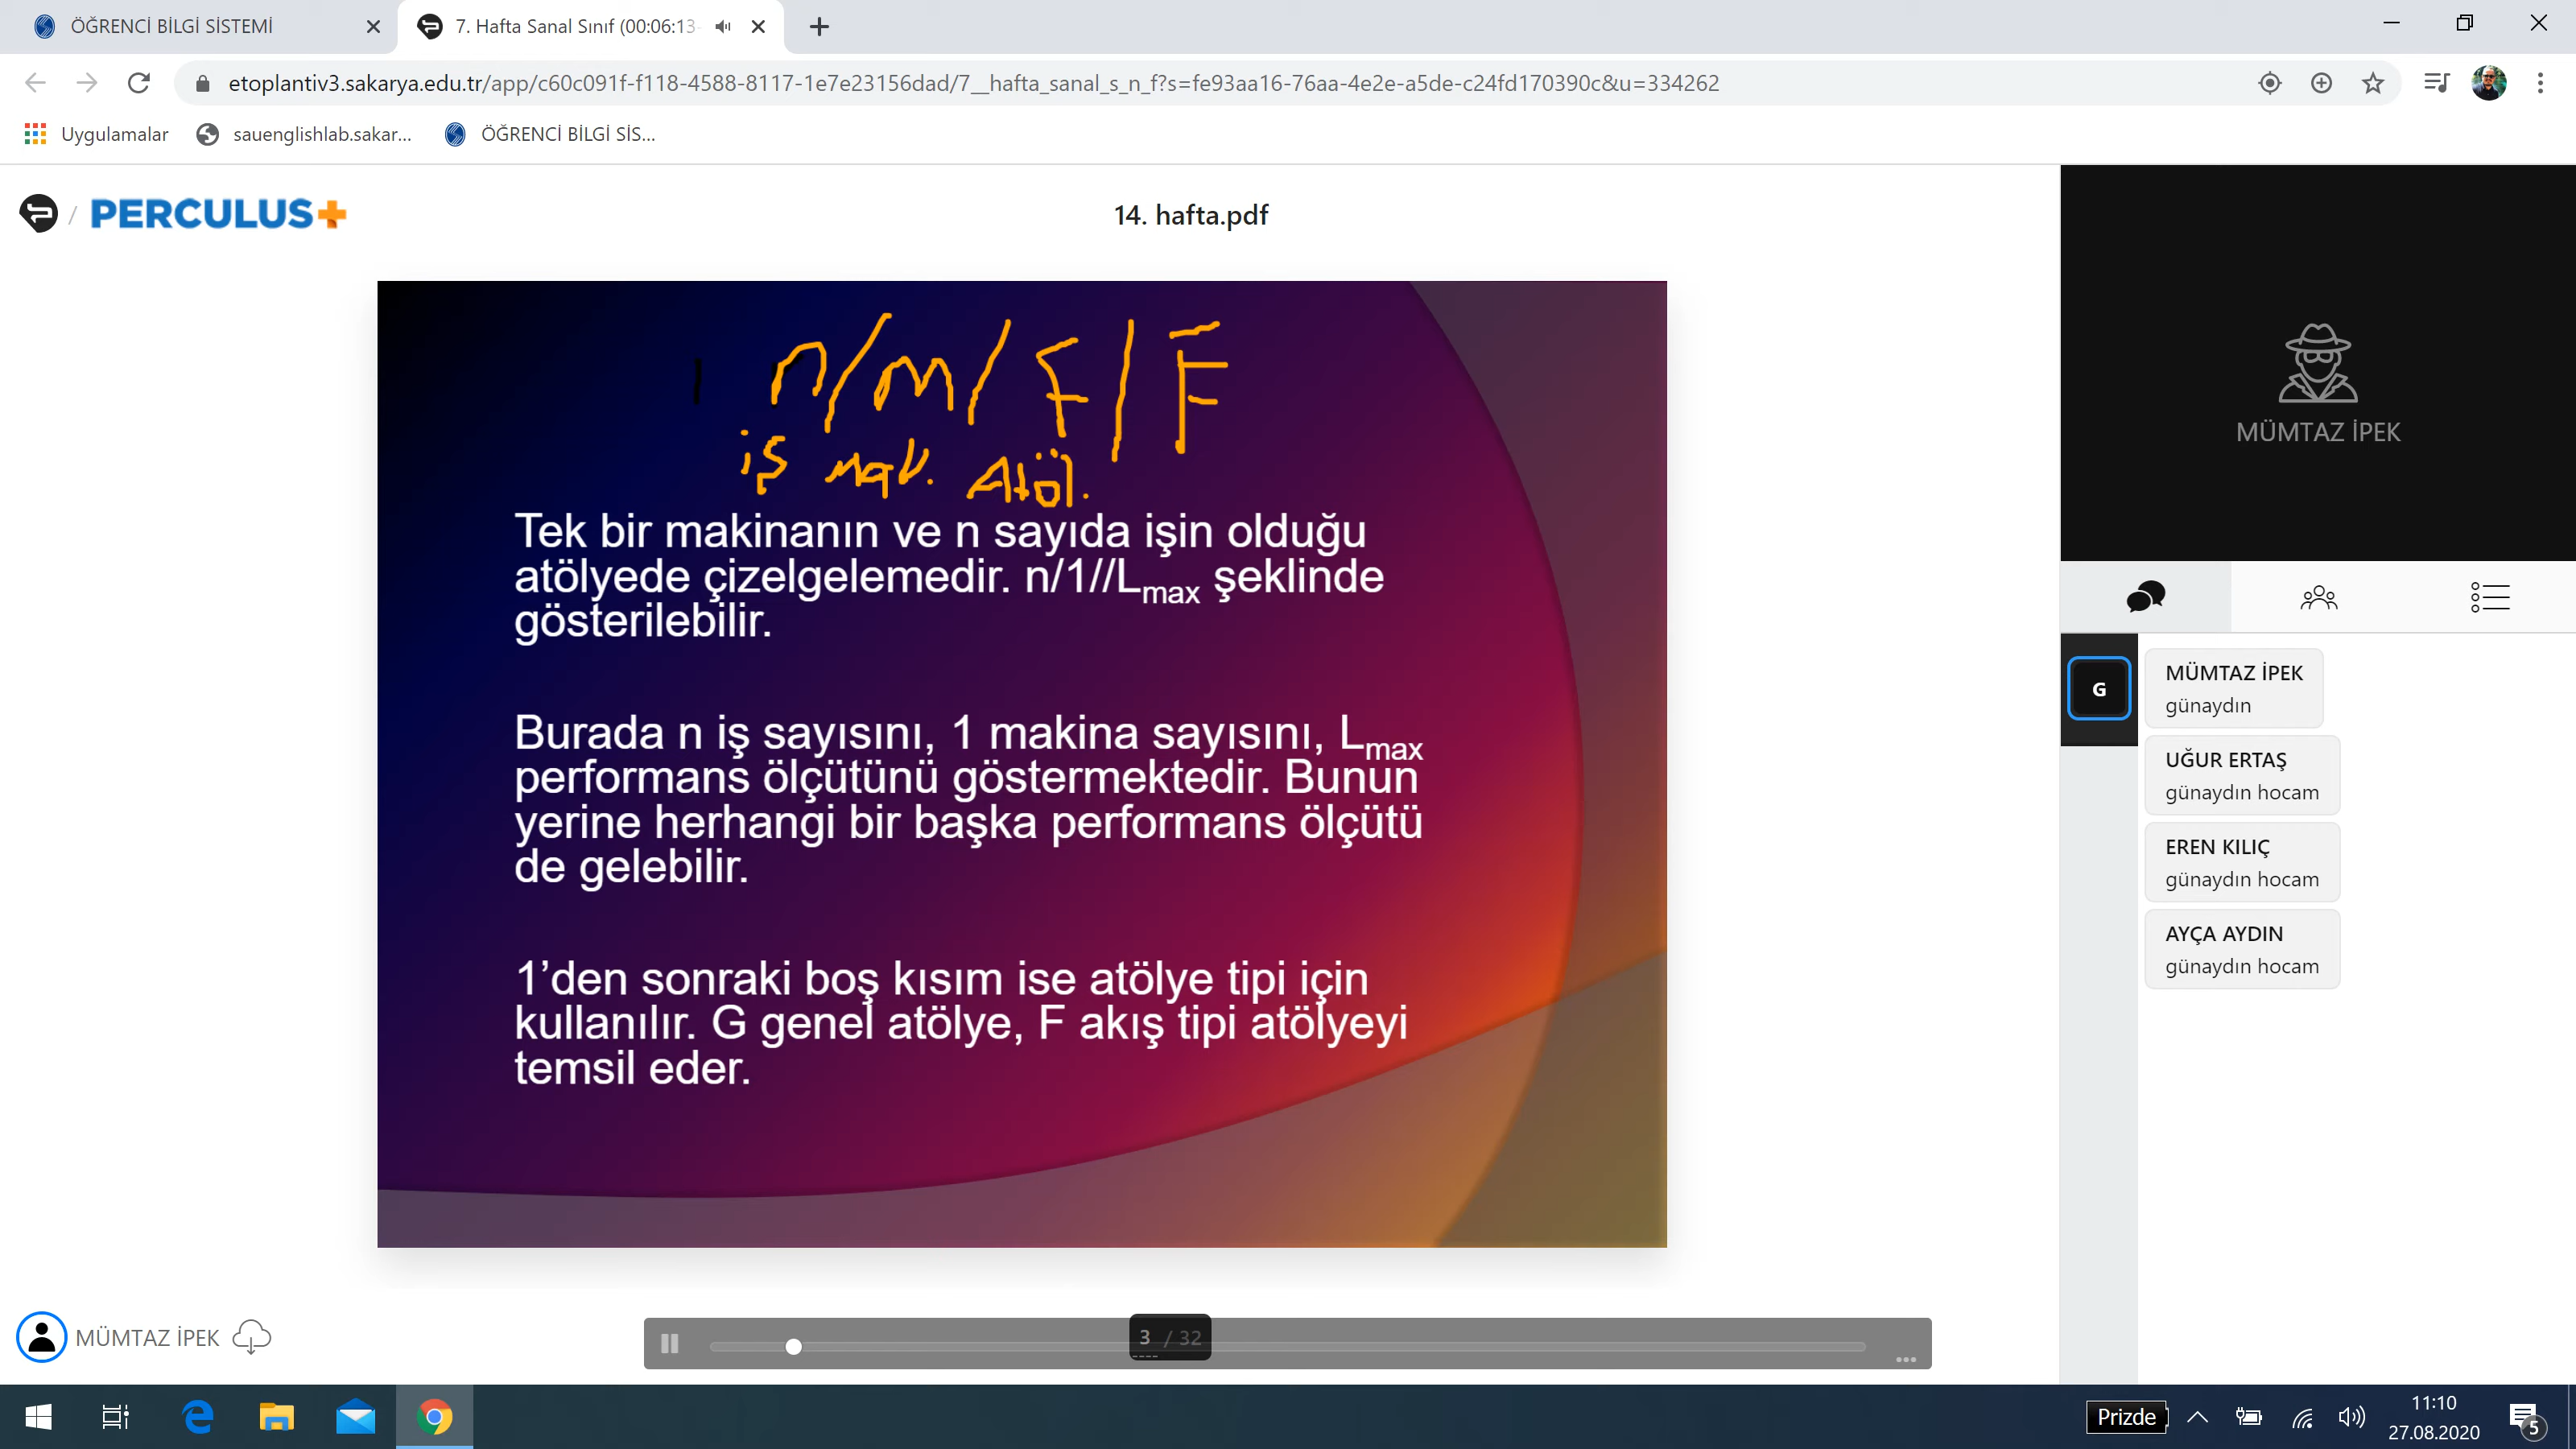 ÖĞRENCİ BİLGİ SİSTEMİ
7. Hafta Sanal Sınıf (00:06:13
etoplantiv3.sakarya.edu.tr/app/c60c091f-f118-4588-8117-1e7e23156dad/7__hafta_sanal_s_n_f?s=fe93aa16-76aa-4e2e-a5de-c24fd170390c&u=334262
Uygulamalar
sauenglishlab.sakar...
ÖĞRENCİ BİLGİ SİS...
/ PERCULUS+
14. hafta.pdf
n/m/F/F̅
iş mak. Atöl.
Tek bir makinanın ve n sayıda işin olduğu
atölyede çizelgelemedir. n/1//Lmax şeklinde
gösterilebilir.
Burada n iş sayısını, 1 makina sayısını, Lmax
performans ölçütünü göstermektedir. Bunun
yerine herhangi bir başka performans ölçütü
de gelebilir.
1’den sonraki boş kısım ise atölye tipi için
kullanılır. G genel atölye, F akış tipi atölyeyi
temsil eder.
MÜMTAZ İPEK
3 / 32
...
MÜMTAZ İPEK
G
MÜMTAZ İPEK
günaydın
UĞUR ERTAŞ
günaydın hocam
EREN KILIÇ
günaydın hocam
AYÇA AYDIN
günaydın hocam
Prizde
11:10
27.08.2020
5